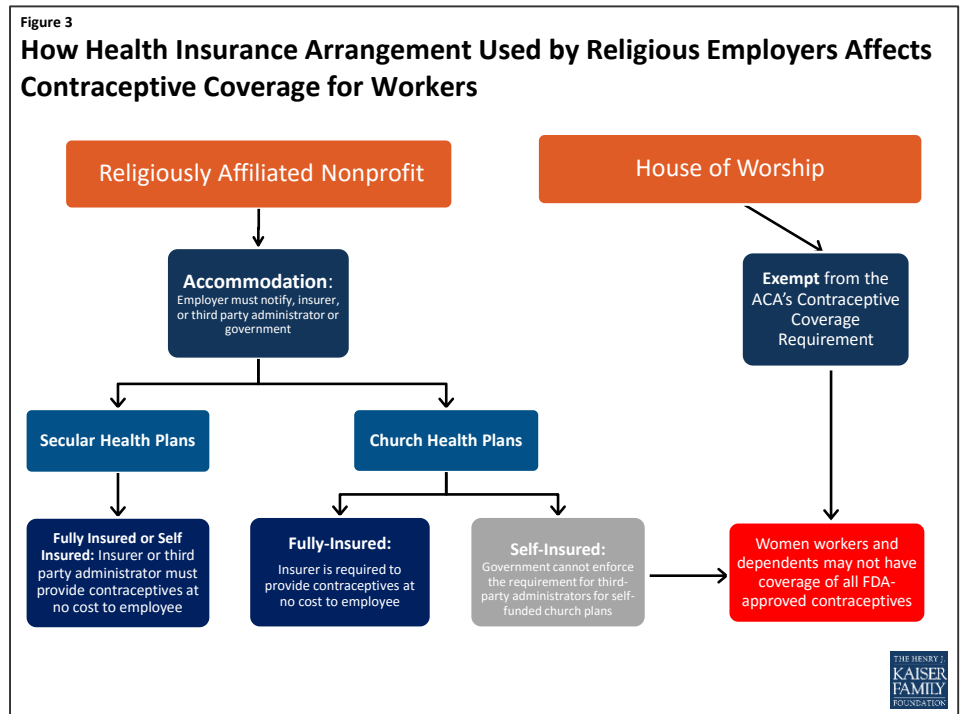 Figure 3
How Health Insurance Arrangement Used by Religious Employers Affects
Contraceptive Coverage for Workers
Religiously Affiliated Nonprofit
House of Worship
Accommodation:
Employer must notify, insurer,
or third party administrator or
government
Exempt from the
ACA's Contraceptive
Coverage
Requirement
Secular Health Plans
Church Health Plans
Fully Insured or Self
Insured: Insurer or third
party administrator must
provide contraceptives at
no cost to employee
Fully-Insured:
Insurer is required to
provide contraceptives at
no cost to employee
Self-Insured:
Government cannot enforce
the requirement for third-
party administrators for self-
funded church plans
Women workers and
dependents may not have
coverage of all FDA-
approved contraceptives
THE HENRY J.
KAISER
FAMILY
FOUNDATION